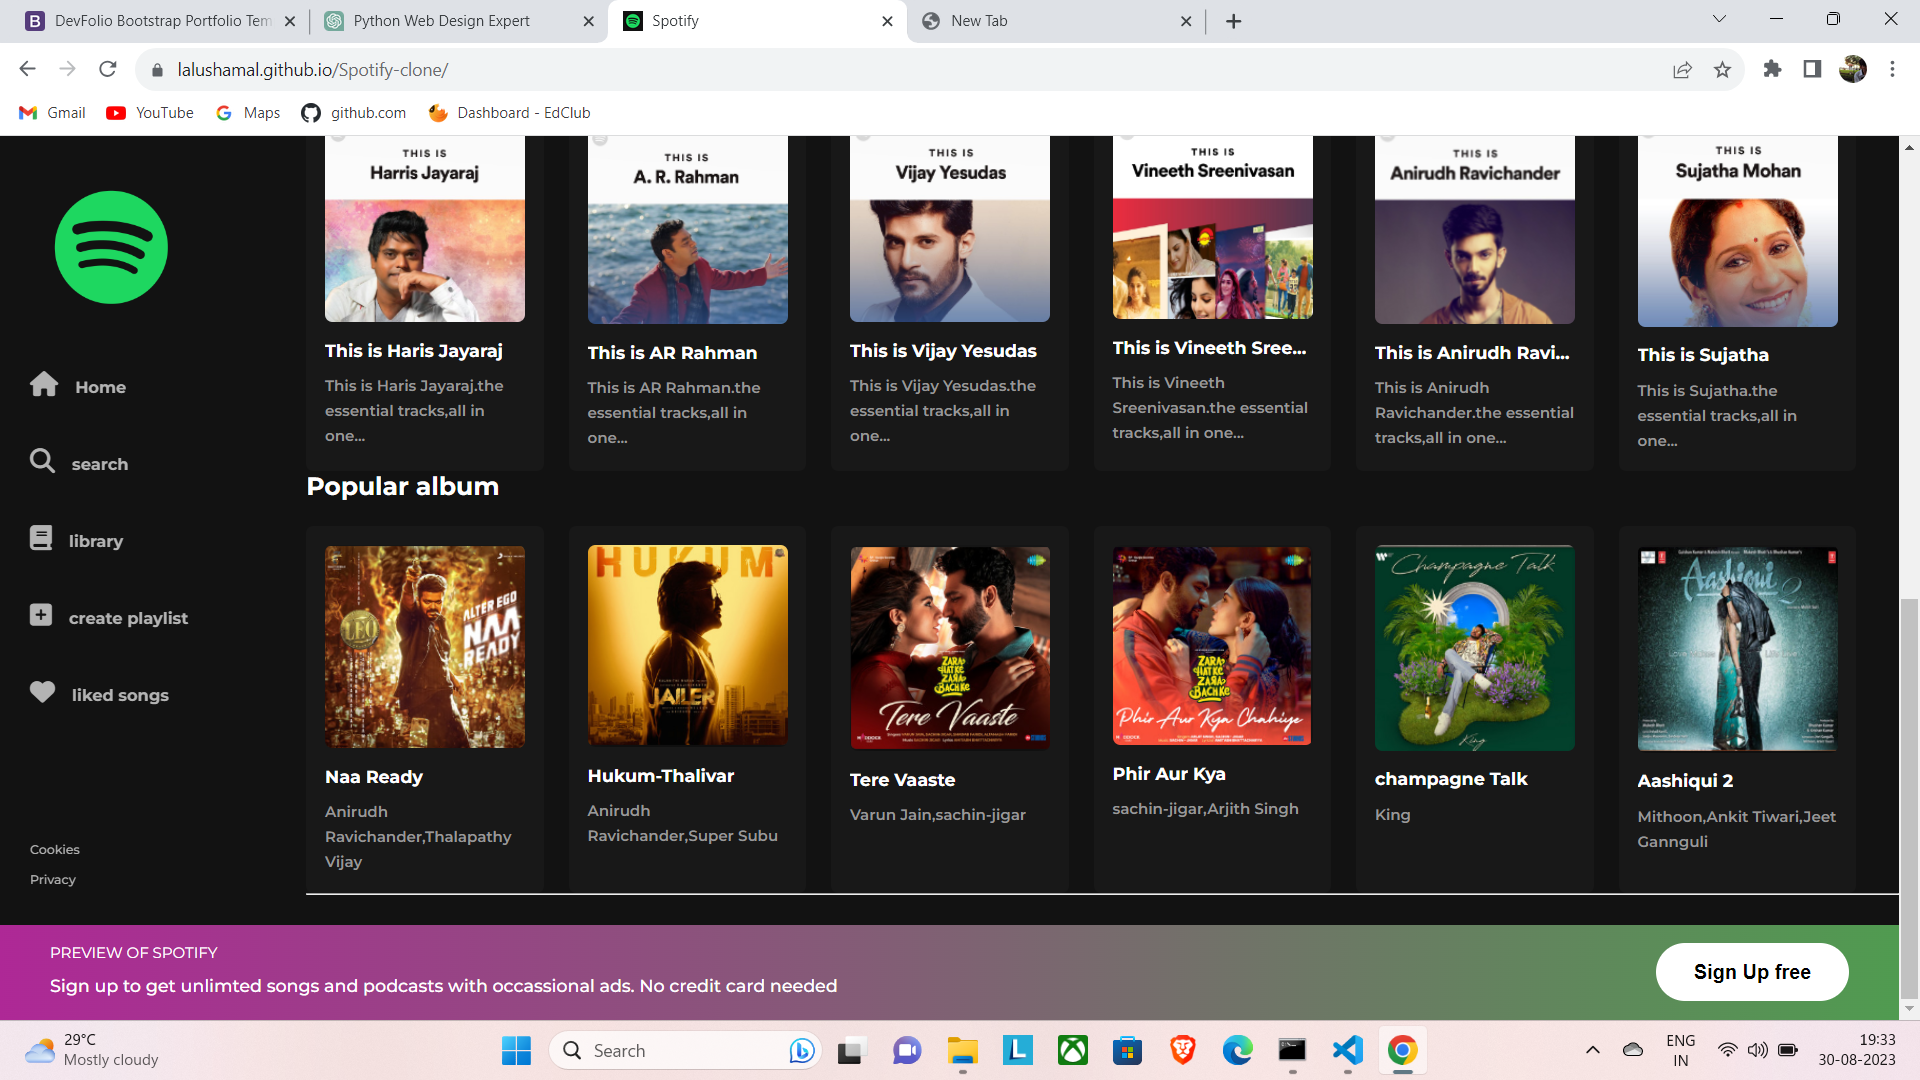 DevFolio Bootstrap Portfolio Tem
Python Web Design Expert
Spotify
New Tab
lalushamal.github.io/Spotify-clone/
Gmail
YouTube
Maps
github.com
Dashboard - EdClub
THIS IS
Harris Jayaraj
THIS IS
A. R. Rahman
THIS IS
Vijay Yesudas
THIS IS
Vineeth Sreenivasan
THIS IS
Anirudh Ravichander
THIS IS
Sujatha Mohan
This is Haris Jayaraj
This is Haris Jayaraj.the
essential tracks,all in
one...
This is AR Rahman
This is AR Rahman.the
essential tracks,all in
one...
This is Vijay Yesudas
This is Vijay Yesudas.the
essential tracks,all in
one...
This is Vineeth Sree...
This is Vineeth
Sreenivasan.the essential
tracks,all in one...
This is Anirudh Ravi...
This is Anirudh
Ravichander.the essential
tracks,all in one...
This is Sujatha
This is Sujatha.the
essential tracks,all in
one...
Home
search
library
create playlist
liked songs
Cookies
Privacy
Popular album
LEO
ALTER EGO
NAA
READY
HUKUM
JAILER
ZARA
HATKE
ZARA
BACHKE
Tere Vaaste
ZARA
HATKE
ZARA
BACHKE
Phir Aur Kya Chahiye
Champagne Talk
King
Aashiqui 2
Naa Ready
Anirudh
Ravichander,Thalapathy
Vijay
Hukum-Thalivar
Anirudh
Ravichander,Super Subu
Tere Vaaste
Varun Jain,sachin-jigar
Phir Aur Kya
sachin-jigar,Arjith Singh
champagne Talk
King
Aashiqui 2
Mithoon,Ankit Tiwari,Jeet
Gannguli
PREVIEW OF SPOTIFY
Sign up to get unlimted songs and podcasts with occassional ads. No credit card needed
Sign Up free
29°C
Mostly cloudy
Search
ENG
IN
19:33
30-08-2023